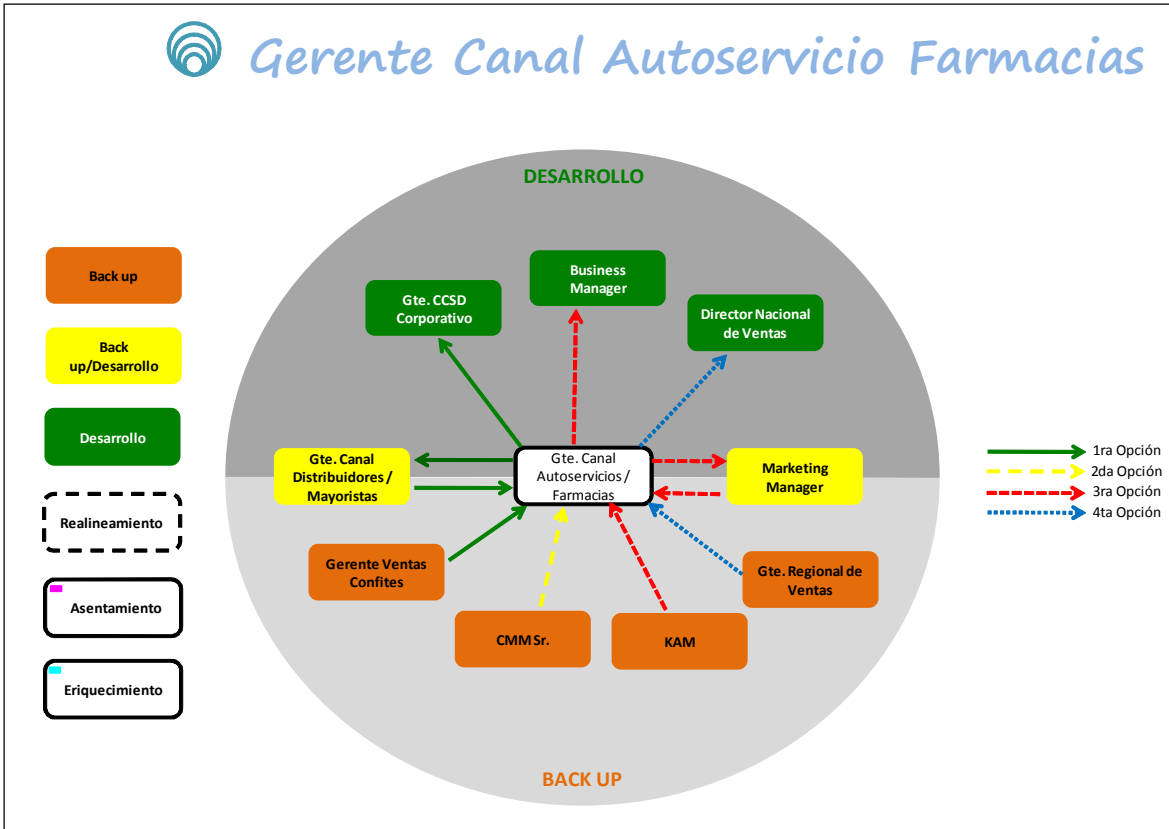 Gerente Canal Autoservicio Farmacias
DESARROLLO
Back up
Back
up/Desarrollo
Desarrollo
Realineamiento
Asentamiento
Eriquecimiento
Gte. CCSD
Corporativo
Business
Manager
Director Nacional
de Ventas
Gte. Canal
Distribuidores /
Mayoristas
Gte. Canal
Autoservicios /
Farmacias
Marketing
Manager
Gerente Ventas
Confites
CMM Sr.
KAM
Gte. Regional de
Ventas
BACK UP
1ra Opción
2da Opción
3ra Opción
4ta Opción